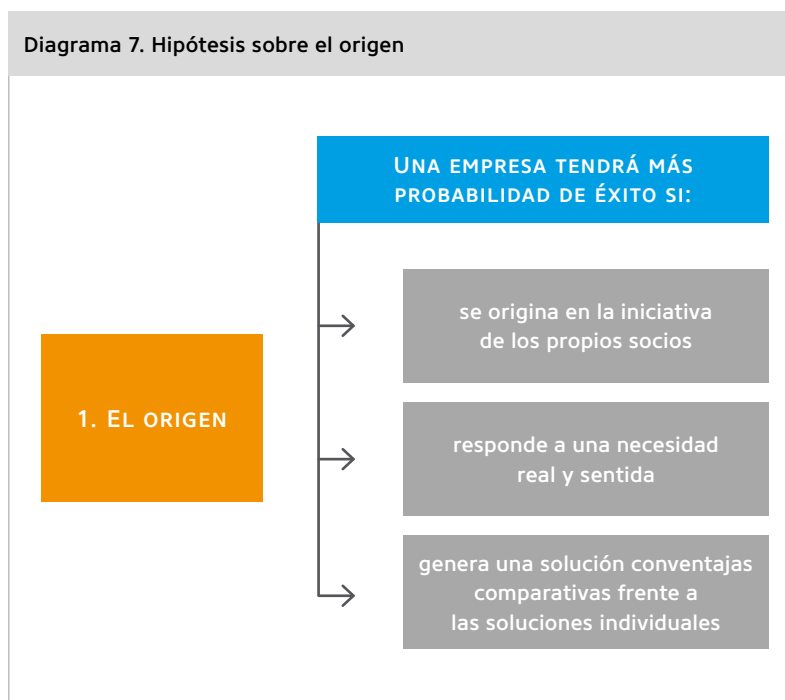 Diagrama 7. Hipótesis sobre el origen
UNA EMPRESA TENDRÁ MÁS
PROBABILIDAD DE ÉXITO SI:
se origina en la iniciativa
de los propios socios
1. EL ORIGEN
responde a una necesidad
real y sentida
genera una solución conventajas
comparativas frente a
las soluciones individuales